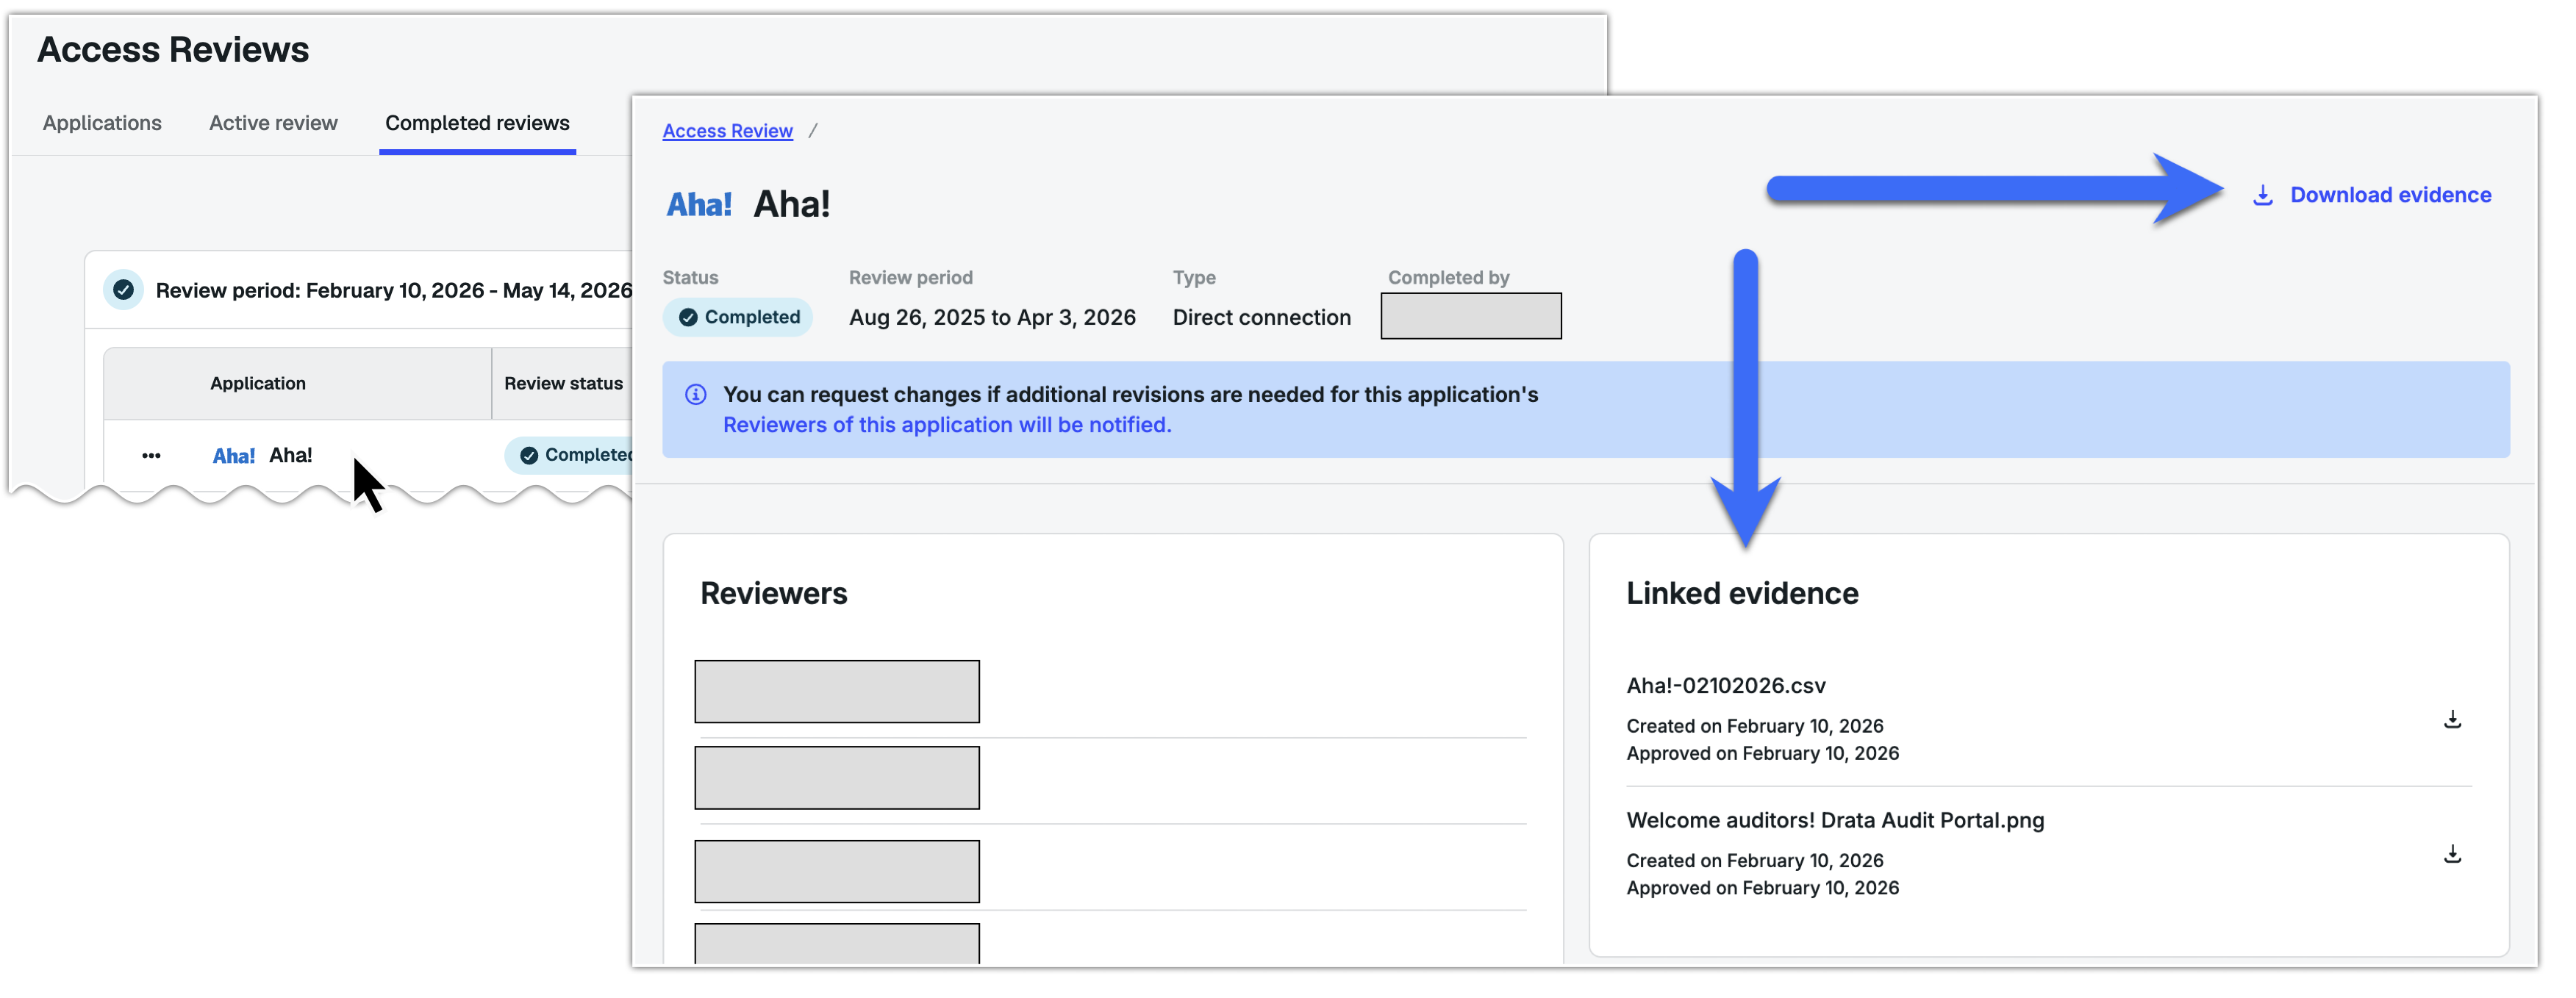 Access Reviews
Applications
Active review
Completed reviews
Review period: February 10, 2026 - May 14, 2026
Application
Review status
Aha! Aha!
Completed
Access Review /
Aha! Aha!
Download evidence
Status
Review period
Type
Completed by
Completed
Aug 26, 2025 to Apr 3, 2026
Direct connection
You can request changes if additional revisions are needed for this application's
Reviewers of this application will be notified.
Reviewers
Linked evidence
Aha!-02102026.csv
Created on February 10, 2026
Approved on February 10, 2026
Welcome auditors! Drata Audit Portal.png
Created on February 10, 2026
Approved on February 10, 2026